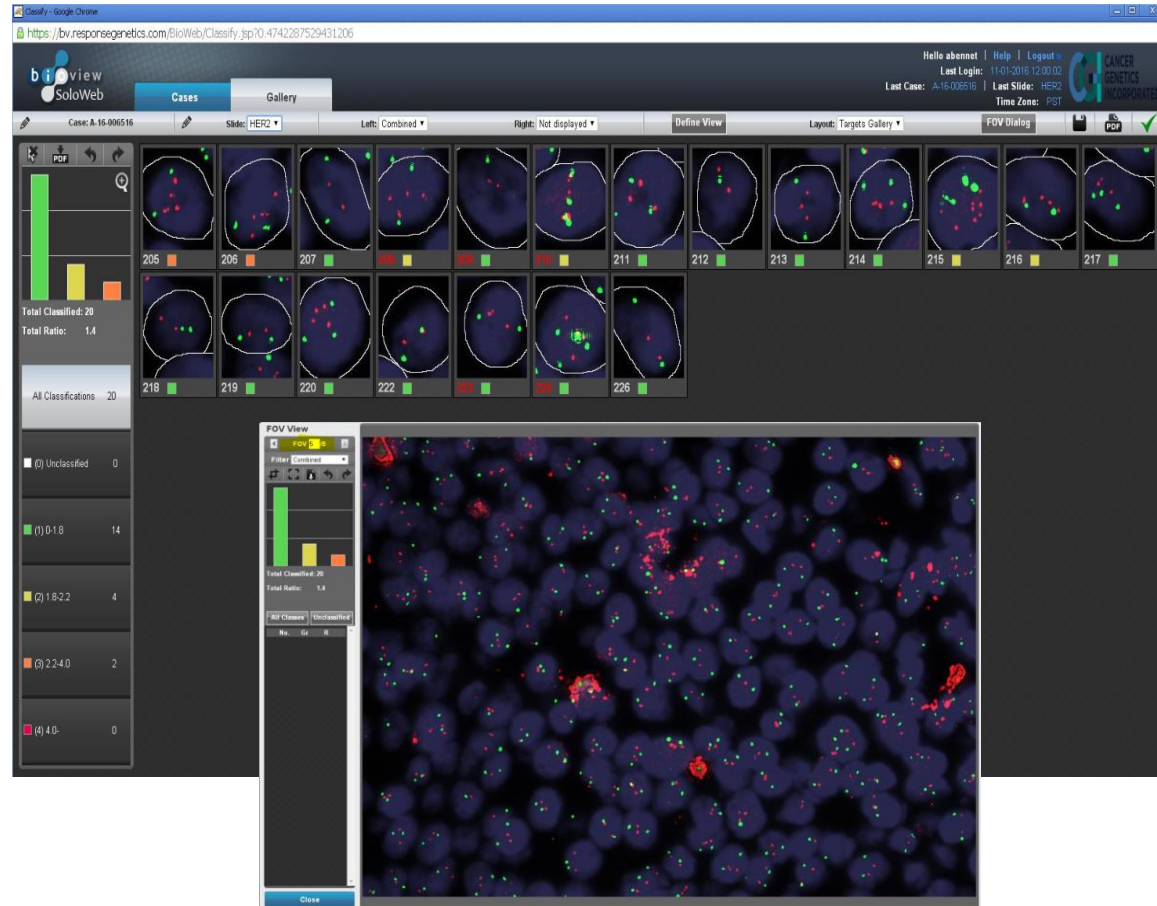 Classify - Google Chrome
https://bv.responsegenetics.com/BioWeb/Classify.jsp?0.4742287529431206
bioview
SoloWeb
Cases
Gallery
Hello abennet | Help | Logout
Last Login: 11-01-2016 12:00:02
Last Case: A-16-006516 | Last Slide: HER2
Time Zone: PST
CANCER
GENETICS
INCORPORATED
Case: A-16-006516
Slide: HER2
Left: Combined
Right: Not displayed
Define View
Layout: Targets Gallery
FOV Dialog
PDF
PDF
Total Classified: 20
Total Ratio: 1.4
All Classifications 20
(0) Unclassified 0
(1) 0-1.8 14
(2) 1.8-2.2 4
(3) 2.2-4.0 2
(4) 4.0- 0
205
206
207
211
212
213
214
215
216
217
218
219
220
222
226
FOV View
FOV 5 /5
Filter Combined
Total Classified: 20
Total Ratio: 1.4
All Classes
Unclassified
No. Gr R
Close